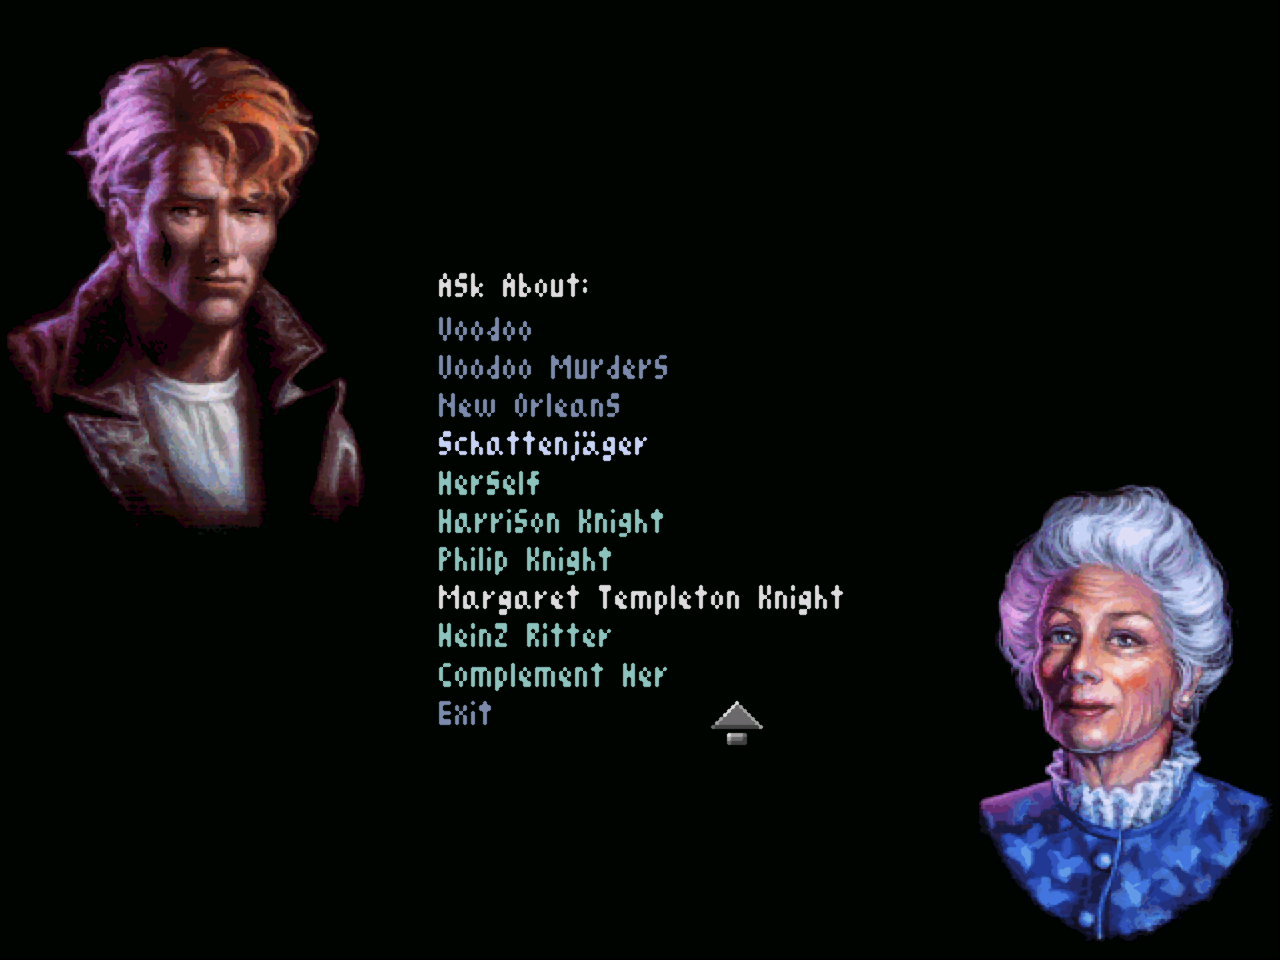 Ask About:
Voodoo
Voodoo Murders
New Orleans
Schattenjäger
Herself
Harrison Knight
Philip Knight
Margaret Templeton Knight
Heinz Ritter
Complement Her
Exit